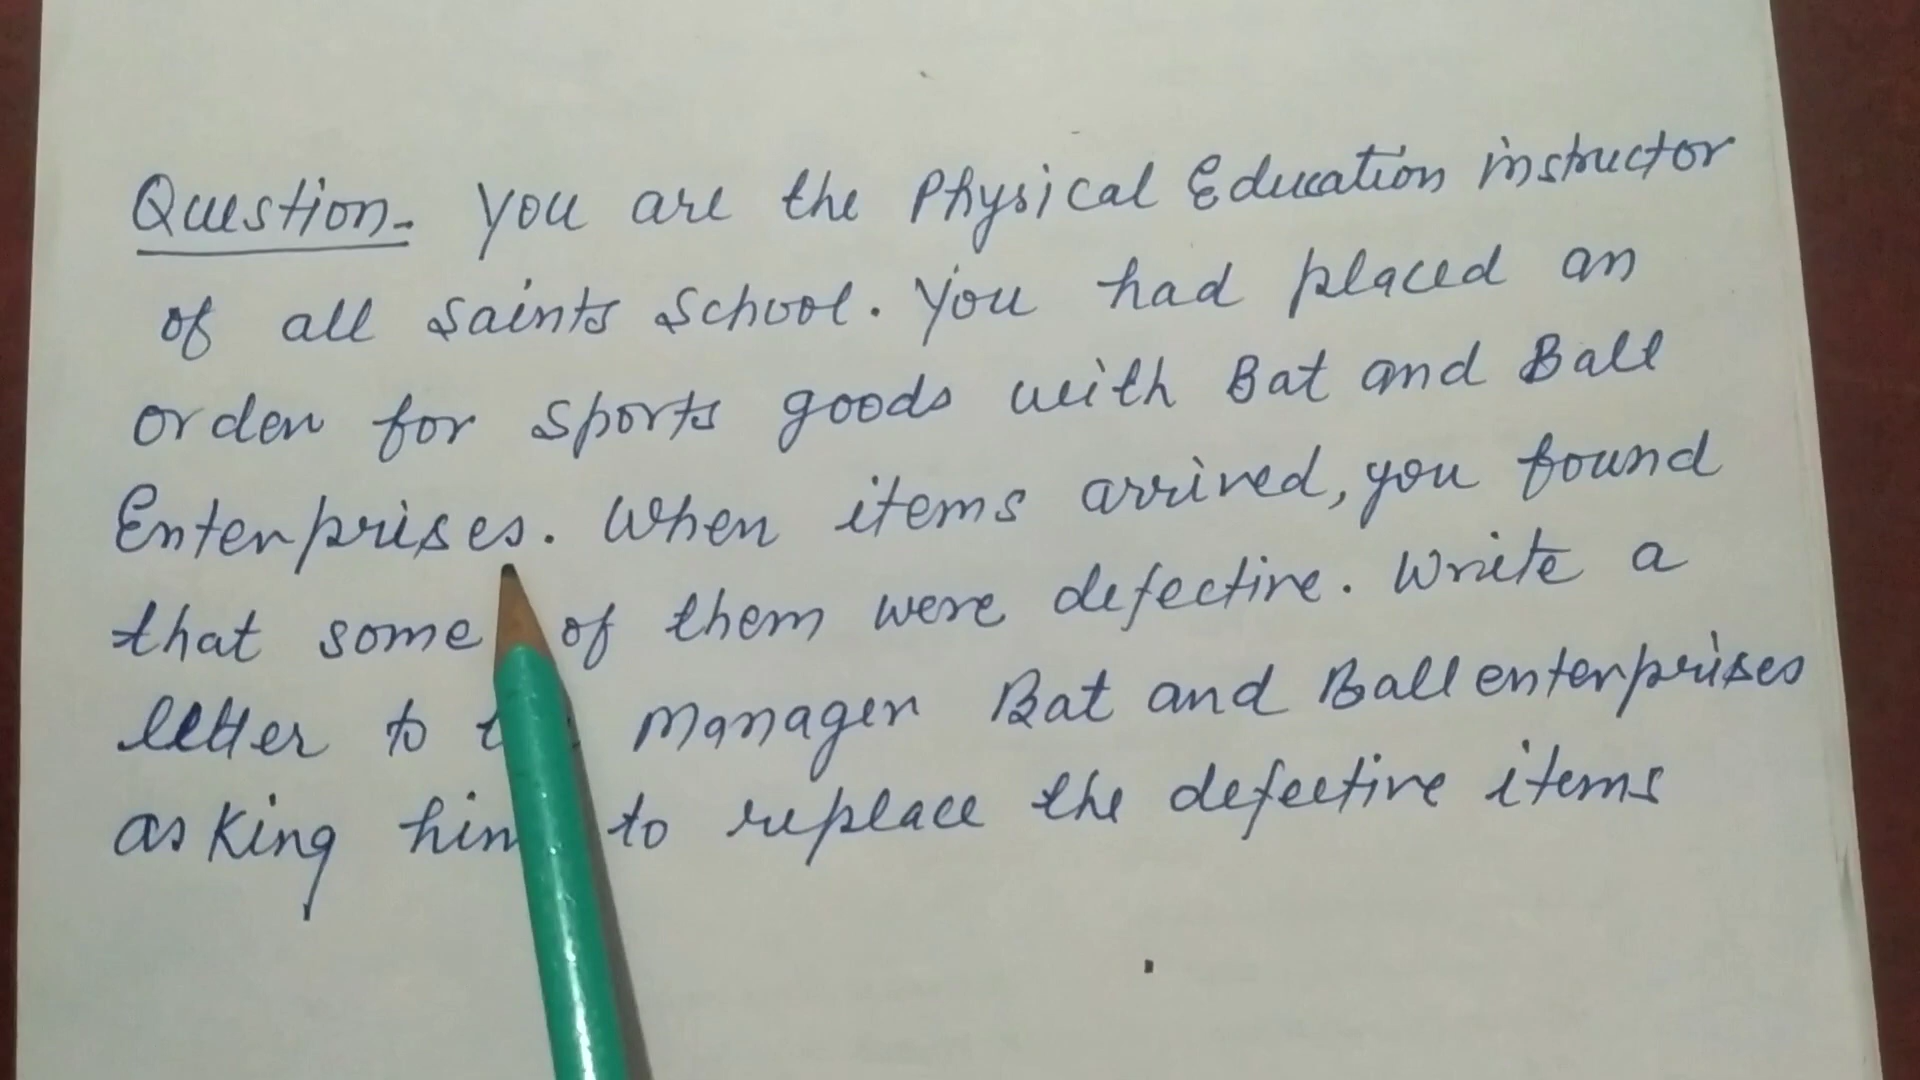 Question- You are the Physical Education instructor
of all Saints School. You had placed an
order for sports goods with Bat and Ball
Enterprises. When items arrived, you found
that some of them were defective. Write a
letter to Manager Bat and Ball enterprises
asking to replace the defective items